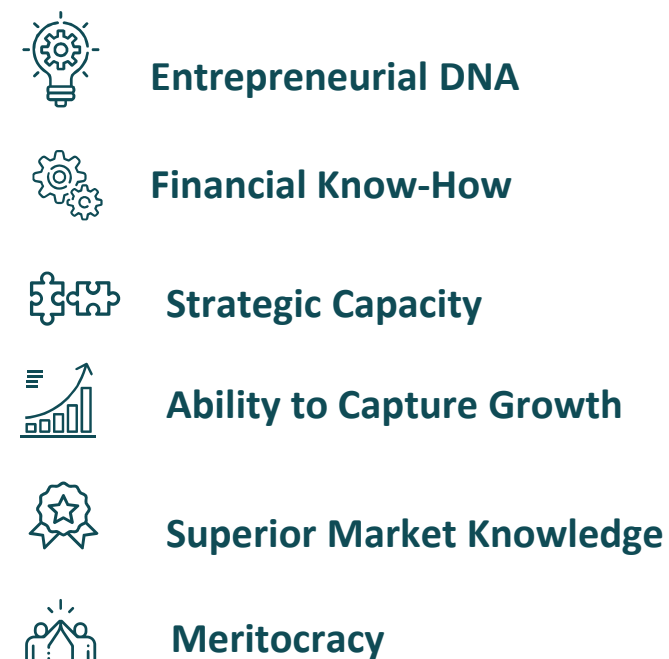 Entrepreneurial DNA
Financial Know-How
Strategic Capacity
Ability to Capture Growth
Superior Market Knowledge
Meritocracy